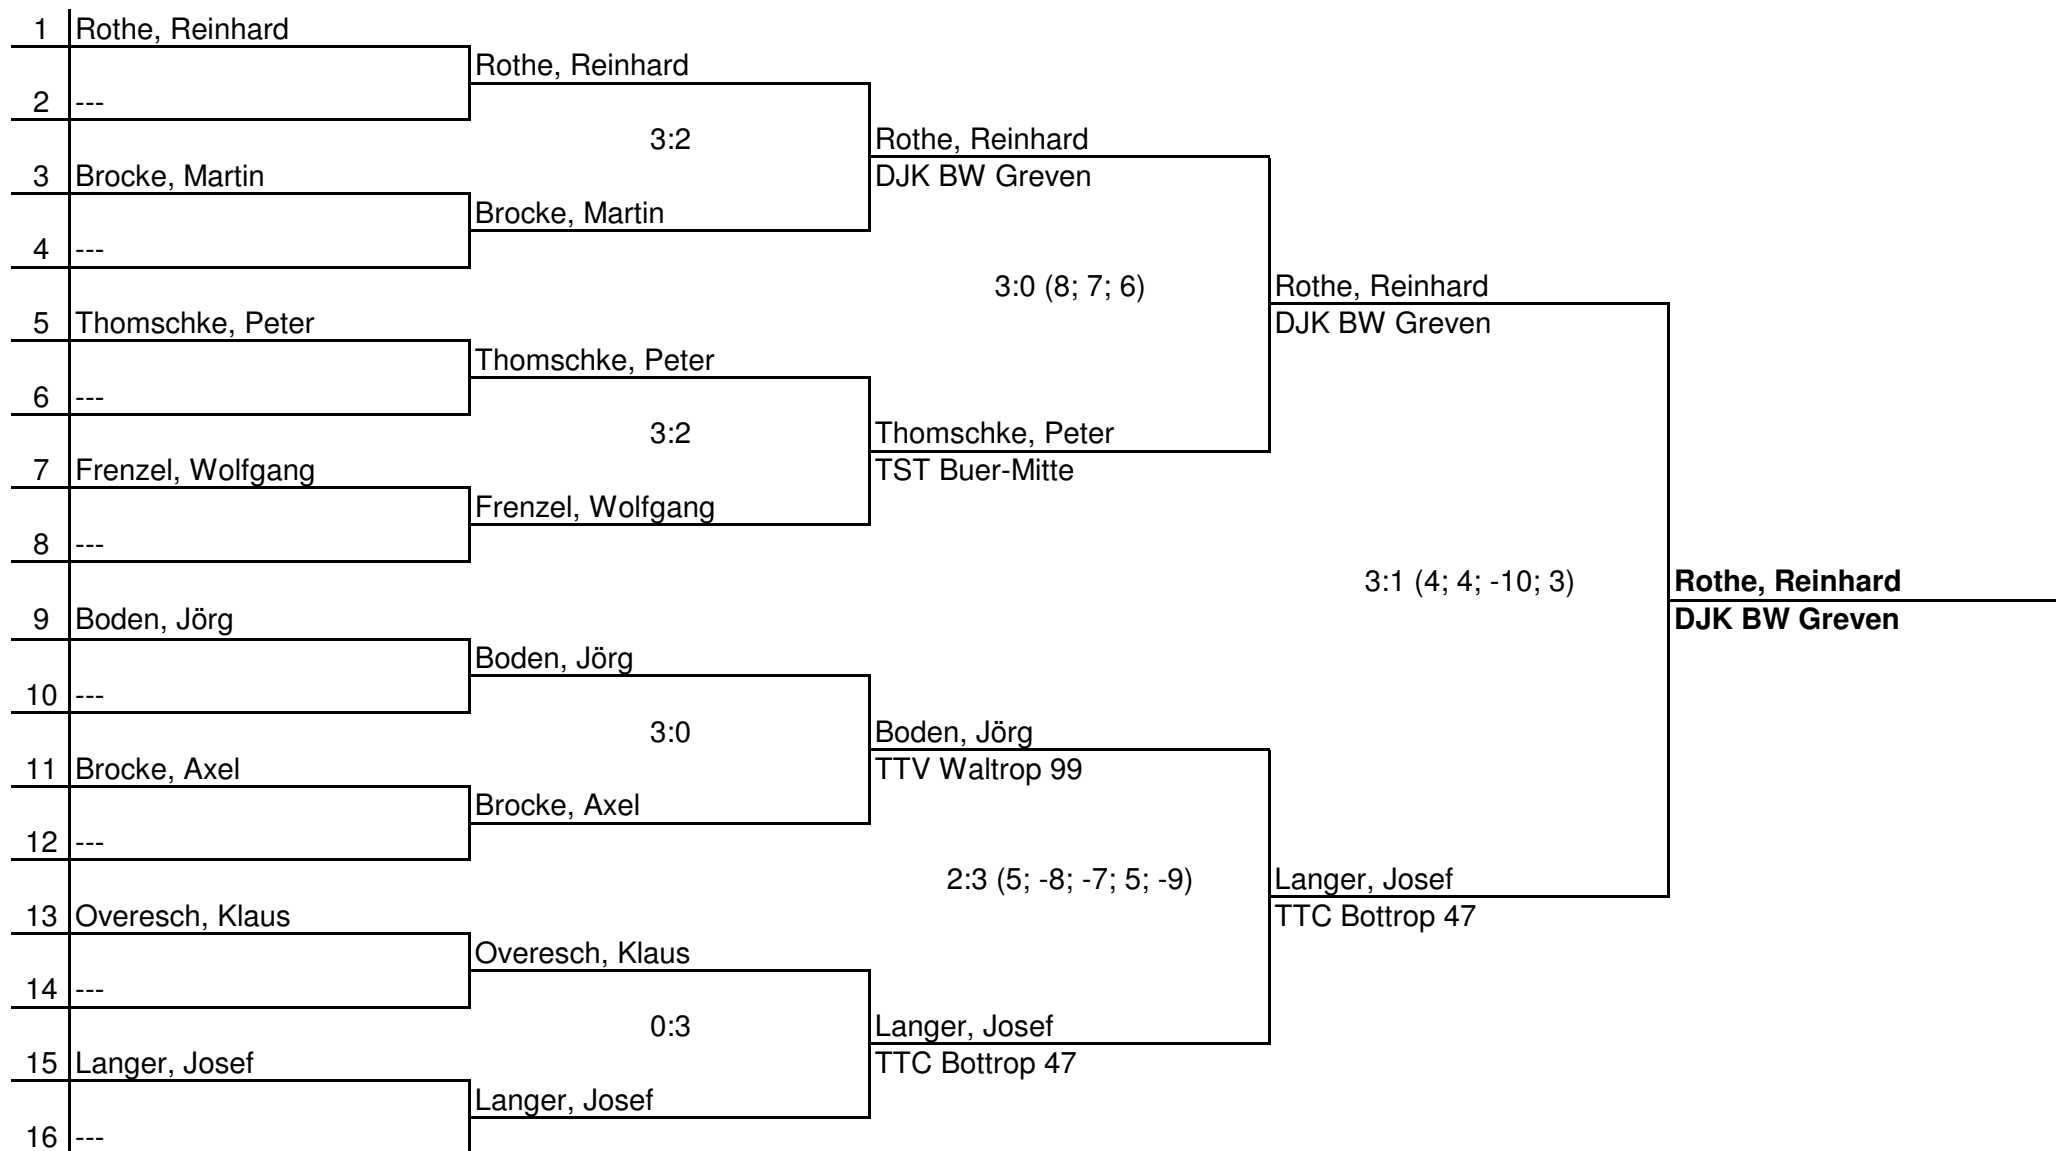 1 Rothe, Reinhard
Rothe, Reinhard
2 ---
3:2 Rothe, Reinhard
3 Brocke, Martin DJK BW Greven
Brocke, Martin
4 ---
3:0 (8; 7; 6) Rothe, Reinhard
5 Thomschke, Peter DJK BW Greven
Thomschke, Peter
6 ---
3:2 Thomschke, Peter
7 Frenzel, Wolfgang TST Buer-Mitte
Frenzel, Wolfgang
8 ---
3:1 (4; 4; -10; 3) Rothe, Reinhard
9 Boden, Jörg DJK BW Greven
Boden, Jörg
10 ---
3:0 Boden, Jörg
11 Brocke, Axel TTV Waltrop 99
Brocke, Axel
12 ---
2:3 (5; -8; -7; 5; -9) Langer, Josef
13 Overesch, Klaus TTC Bottrop 47
Overesch, Klaus
14 ---
0:3 Langer, Josef
15 Langer, Josef TTC Bottrop 47
Langer, Josef
16 ---